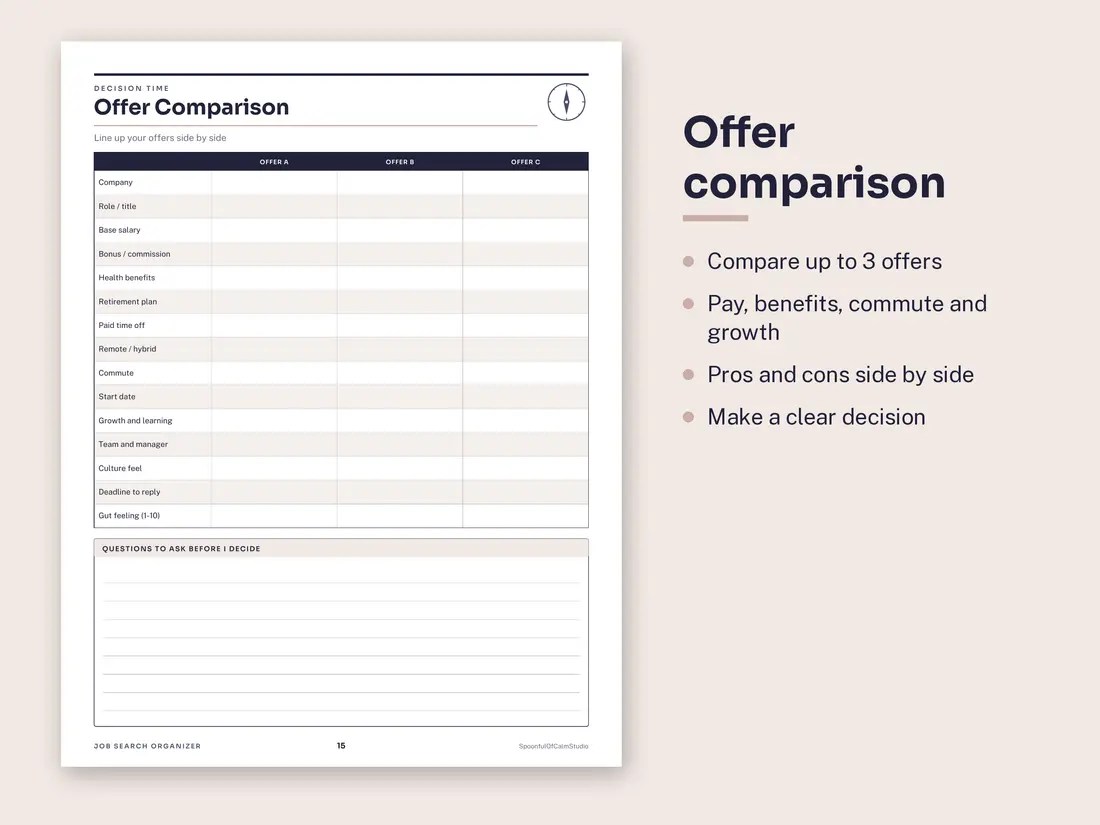 DECISION TIME
Offer Comparison
Line up your offers side by side
OFFER A OFFER B OFFER C
Company
Role / title
Base salary
Bonus / commission
Health benefits
Retirement plan
Paid time off
Remote / hybrid
Commute
Start date
Growth and learning
Team and manager
Culture feel
Deadline to reply
Gut feeling (1-10)
QUESTIONS TO ASK BEFORE I DECIDE
JOB SEARCH ORGANIZER 15 SpoonfulOfCalmStudio
Offer
comparison
Compare up to 3 offers
Pay, benefits, commute and
growth
Pros and cons side by side
Make a clear decision